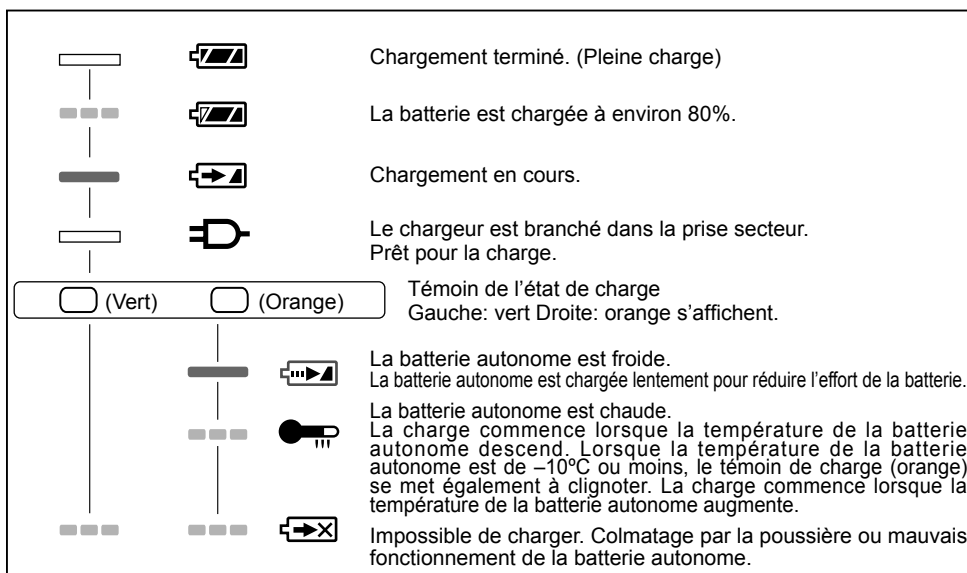 Chargement terminé. (Pleine charge)
La batterie est chargée à environ 80%.
Chargement en cours.
Le chargeur est branché dans la prise secteur.
Prêt pour la charge.
(Vert) (Orange)
Témoin de l’état de charge
Gauche: vert Droite: orange s’affichent.
La batterie autonome est froide.
La batterie autonome est chargée lentement pour réduire l’effort de la batterie.
La batterie autonome est chaude.
La charge commence lorsque la température de la batterie
autonome descend. Lorsque la température de la batterie
autonome est de –10ºC ou moins, le témoin de charge (orange)
se met également à clignoter. La charge commence lorsque la
température de la batterie autonome augmente.
Impossible de charger. Colmatage par la poussière ou mauvais
fonctionnement de la batterie autonome.